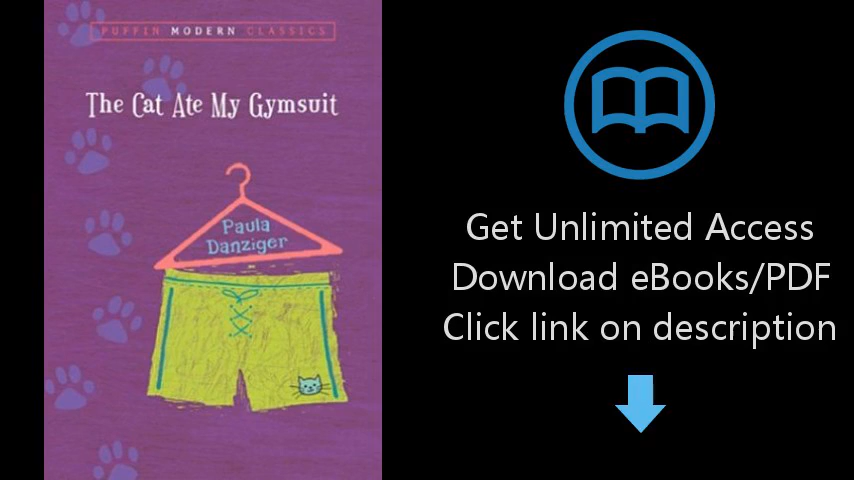 PUFFIN MODERN CLASSICS
The Cat Ate My Gymsuit
Paula
Danziger
Get Unlimited Access
Download eBooks/PDF
Click link on description